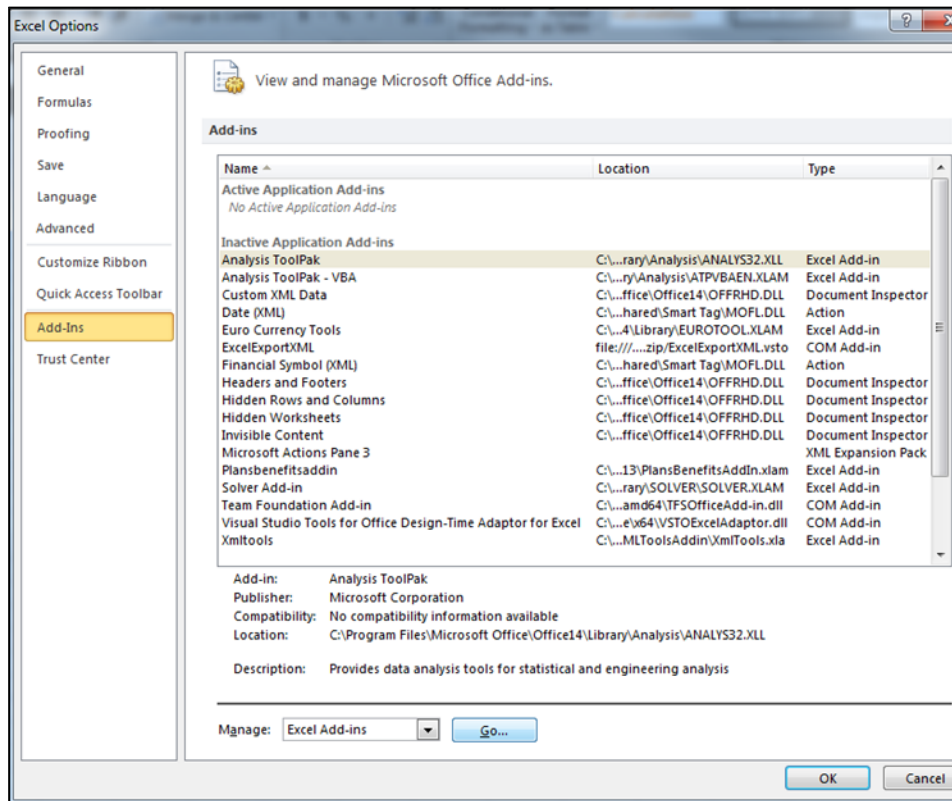 Excel Options
General
Formulas
Proofing
Save
Language
Advanced
Customize Ribbon
Quick Access Toolbar
Add-Ins
Trust Center
View and manage Microsoft Office Add-ins.
Add-ins
Name Location Type
Active Application Add-ins
No Active Application Add-ins
Inactive Application Add-ins
Analysis ToolPak C:\...rary\Analysis\ANALYS32.XLL Excel Add-in
Analysis ToolPak - VBA C:\...ry\Analysis\ATPVBAEN.XLAM Excel Add-in
Custom XML Data C:\...ffice\Office14\OFFRHD.DLL Document Inspector
Date (XML) C:\...hared\Smart Tag\MOFL.DLL Action
Euro Currency Tools C:\...4\Library\EUROTOOL.XLAM Excel Add-in
ExcelExportXML file:///....zip/ExcelExportXML.vsto COM Add-in
Financial Symbol (XML) C:\...hared\Smart Tag\MOFL.DLL Action
Headers and Footers C:\...ffice\Office14\OFFRHD.DLL Document Inspector
Hidden Rows and Columns C:\...ffice\Office14\OFFRHD.DLL Document Inspector
Hidden Worksheets C:\...ffice\Office14\OFFRHD.DLL Document Inspector
Invisible Content C:\...ffice\Office14\OFFRHD.DLL Document Inspector
Microsoft Actions Pane 3 XML Expansion Pack
Plansbenefitsaddin C:\...13\PlansBenefitsAddIn.xlam Excel Add-in
Solver Add-in C:\...rary\SOLVER\SOLVER.XLAM Excel Add-in
Team Foundation Add-in C:\...amd64\TFSOfficeAdd-in.dll COM Add-in
Visual Studio Tools for Office Design-Time Adaptor for Excel C:\...e\x64\VSTOExcelAdaptor.dll COM Add-in
Xmltools C:\...MLToolsAddin\XmlTools.xla Excel Add-in
Add-in: Analysis ToolPak
Publisher: Microsoft Corporation
Compatibility: No compatibility information available
Location: C:\Program Files\Microsoft Office\Office14\Library\Analysis\ANALYS32.XLL
Description: Provides data analysis tools for statistical and engineering analysis
Manage: Excel Add-ins Go...
OK Cancel